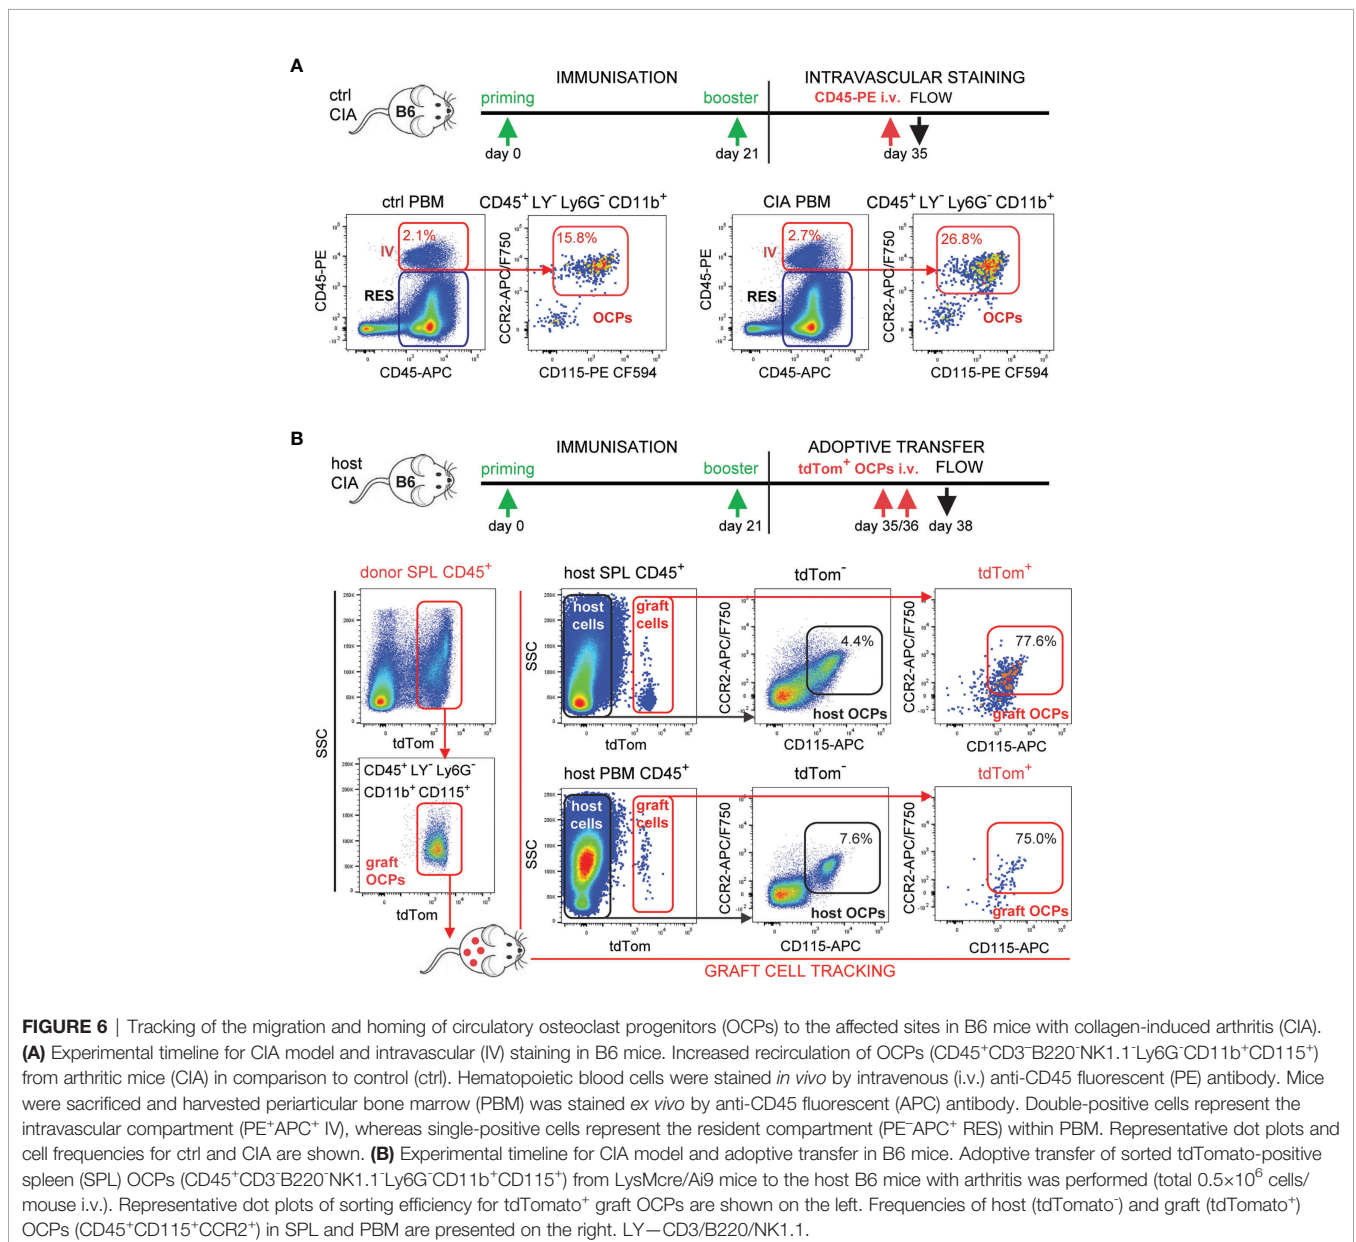 A
ctrl
CIA
B6
IMMUNISATION
INTRAVASCULAR STAINING
priming
booster
CD45-PE i.v. FLOW
day 0
day 21
day 35
ctrl PBM
CD45⁺ LY⁻ Ly6G⁻ CD11b⁺
CIA PBM
CD45⁺ LY⁻ Ly6G⁻ CD11b⁺
CD45-PE
IV
2.1%
RES
CD45-APC
CCR2-APC/F750
15.8%
OCPs
CD115-PE CF594
CD45-PE
IV
2.7%
RES
CD45-APC
CCR2-APC/F750
26.8%
OCPs
CD115-PE CF594
B
host
CIA
B6
IMMUNISATION
ADOPTIVE TRANSFER
priming
booster
tdTom⁺ OCPs i.v. FLOW
day 0
day 21
day 35/36
day 38
donor SPL CD45⁺
SSC
tdTom
CD45⁺ LY⁻ Ly6G⁻
CD11b⁺ CD115⁺
graft
OCPs
tdTom
host SPL CD45⁺
SSC
host
cells
graft
cells
tdTom
tdTom⁻
CCR2-APC/F750
4.4%
host OCPs
CD115-APC
tdTom⁺
CCR2-APC/F750
77.6%
graft OCPs
CD115-APC
host PBM CD45⁺
SSC
host
cells
graft
cells
tdTom
tdTom⁻
CCR2-APC/F750
7.6%
host OCPs
CD115-APC
tdTom⁺
CCR2-APC/F750
75.0%
graft OCPs
CD115-APC
GRAFT CELL TRACKING
FIGURE 6 | Tracking of the migration and homing of circulatory osteoclast progenitors (OCPs) to the affected sites in B6 mice with collagen-induced arthritis (CIA).
(A) Experimental timeline for CIA model and intravascular (IV) staining in B6 mice. Increased recirculation of OCPs (CD45⁺CD3⁻B220⁻NK1.1⁻Ly6G⁻CD11b⁺CD115⁺)
from arthritic mice (CIA) in comparison to control (ctrl). Hematopoietic blood cells were stained in vivo by intravenous (i.v.) anti-CD45 fluorescent (PE) antibody. Mice
were sacrificed and harvested periarticular bone marrow (PBM) was stained ex vivo by anti-CD45 fluorescent (APC) antibody. Double-positive cells represent the
intravascular compartment (PE⁺APC⁺ IV), whereas single-positive cells represent the resident compartment (PE⁻APC⁺ RES) within PBM. Representative dot plots and
cell frequencies for ctrl and CIA are shown. (B) Experimental timeline for CIA model and adoptive transfer in B6 mice. Adoptive transfer of sorted tdTomato-positive
spleen (SPL) OCPs (CD45⁺CD3⁻B220⁻NK1.1⁻Ly6G⁻CD11b⁺CD115⁺) from LysMcre/Ai9 mice to the host B6 mice with arthritis was performed (total 0.5×10⁶ cells/
mouse i.v.). Representative dot plots of sorting efficiency for tdTomato⁺ graft OCPs are shown on the left. Frequencies of host (tdTomato⁻) and graft (tdTomato⁺)
OCPs (CD45⁺CD115⁺CCR2⁺) in SPL and PBM are presented on the right. LY—CD3/B220/NK1.1.